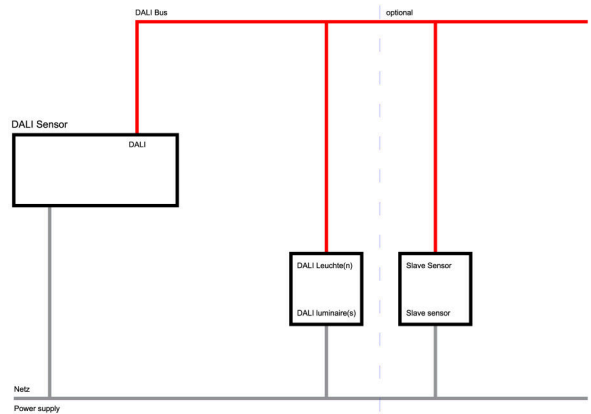 DALI Bus
optional
DALI Sensor
DALI
DALI Leuchte(n)
DALI luminaire(s)
Slave Sensor
Slave sensor
Netz
Power supply